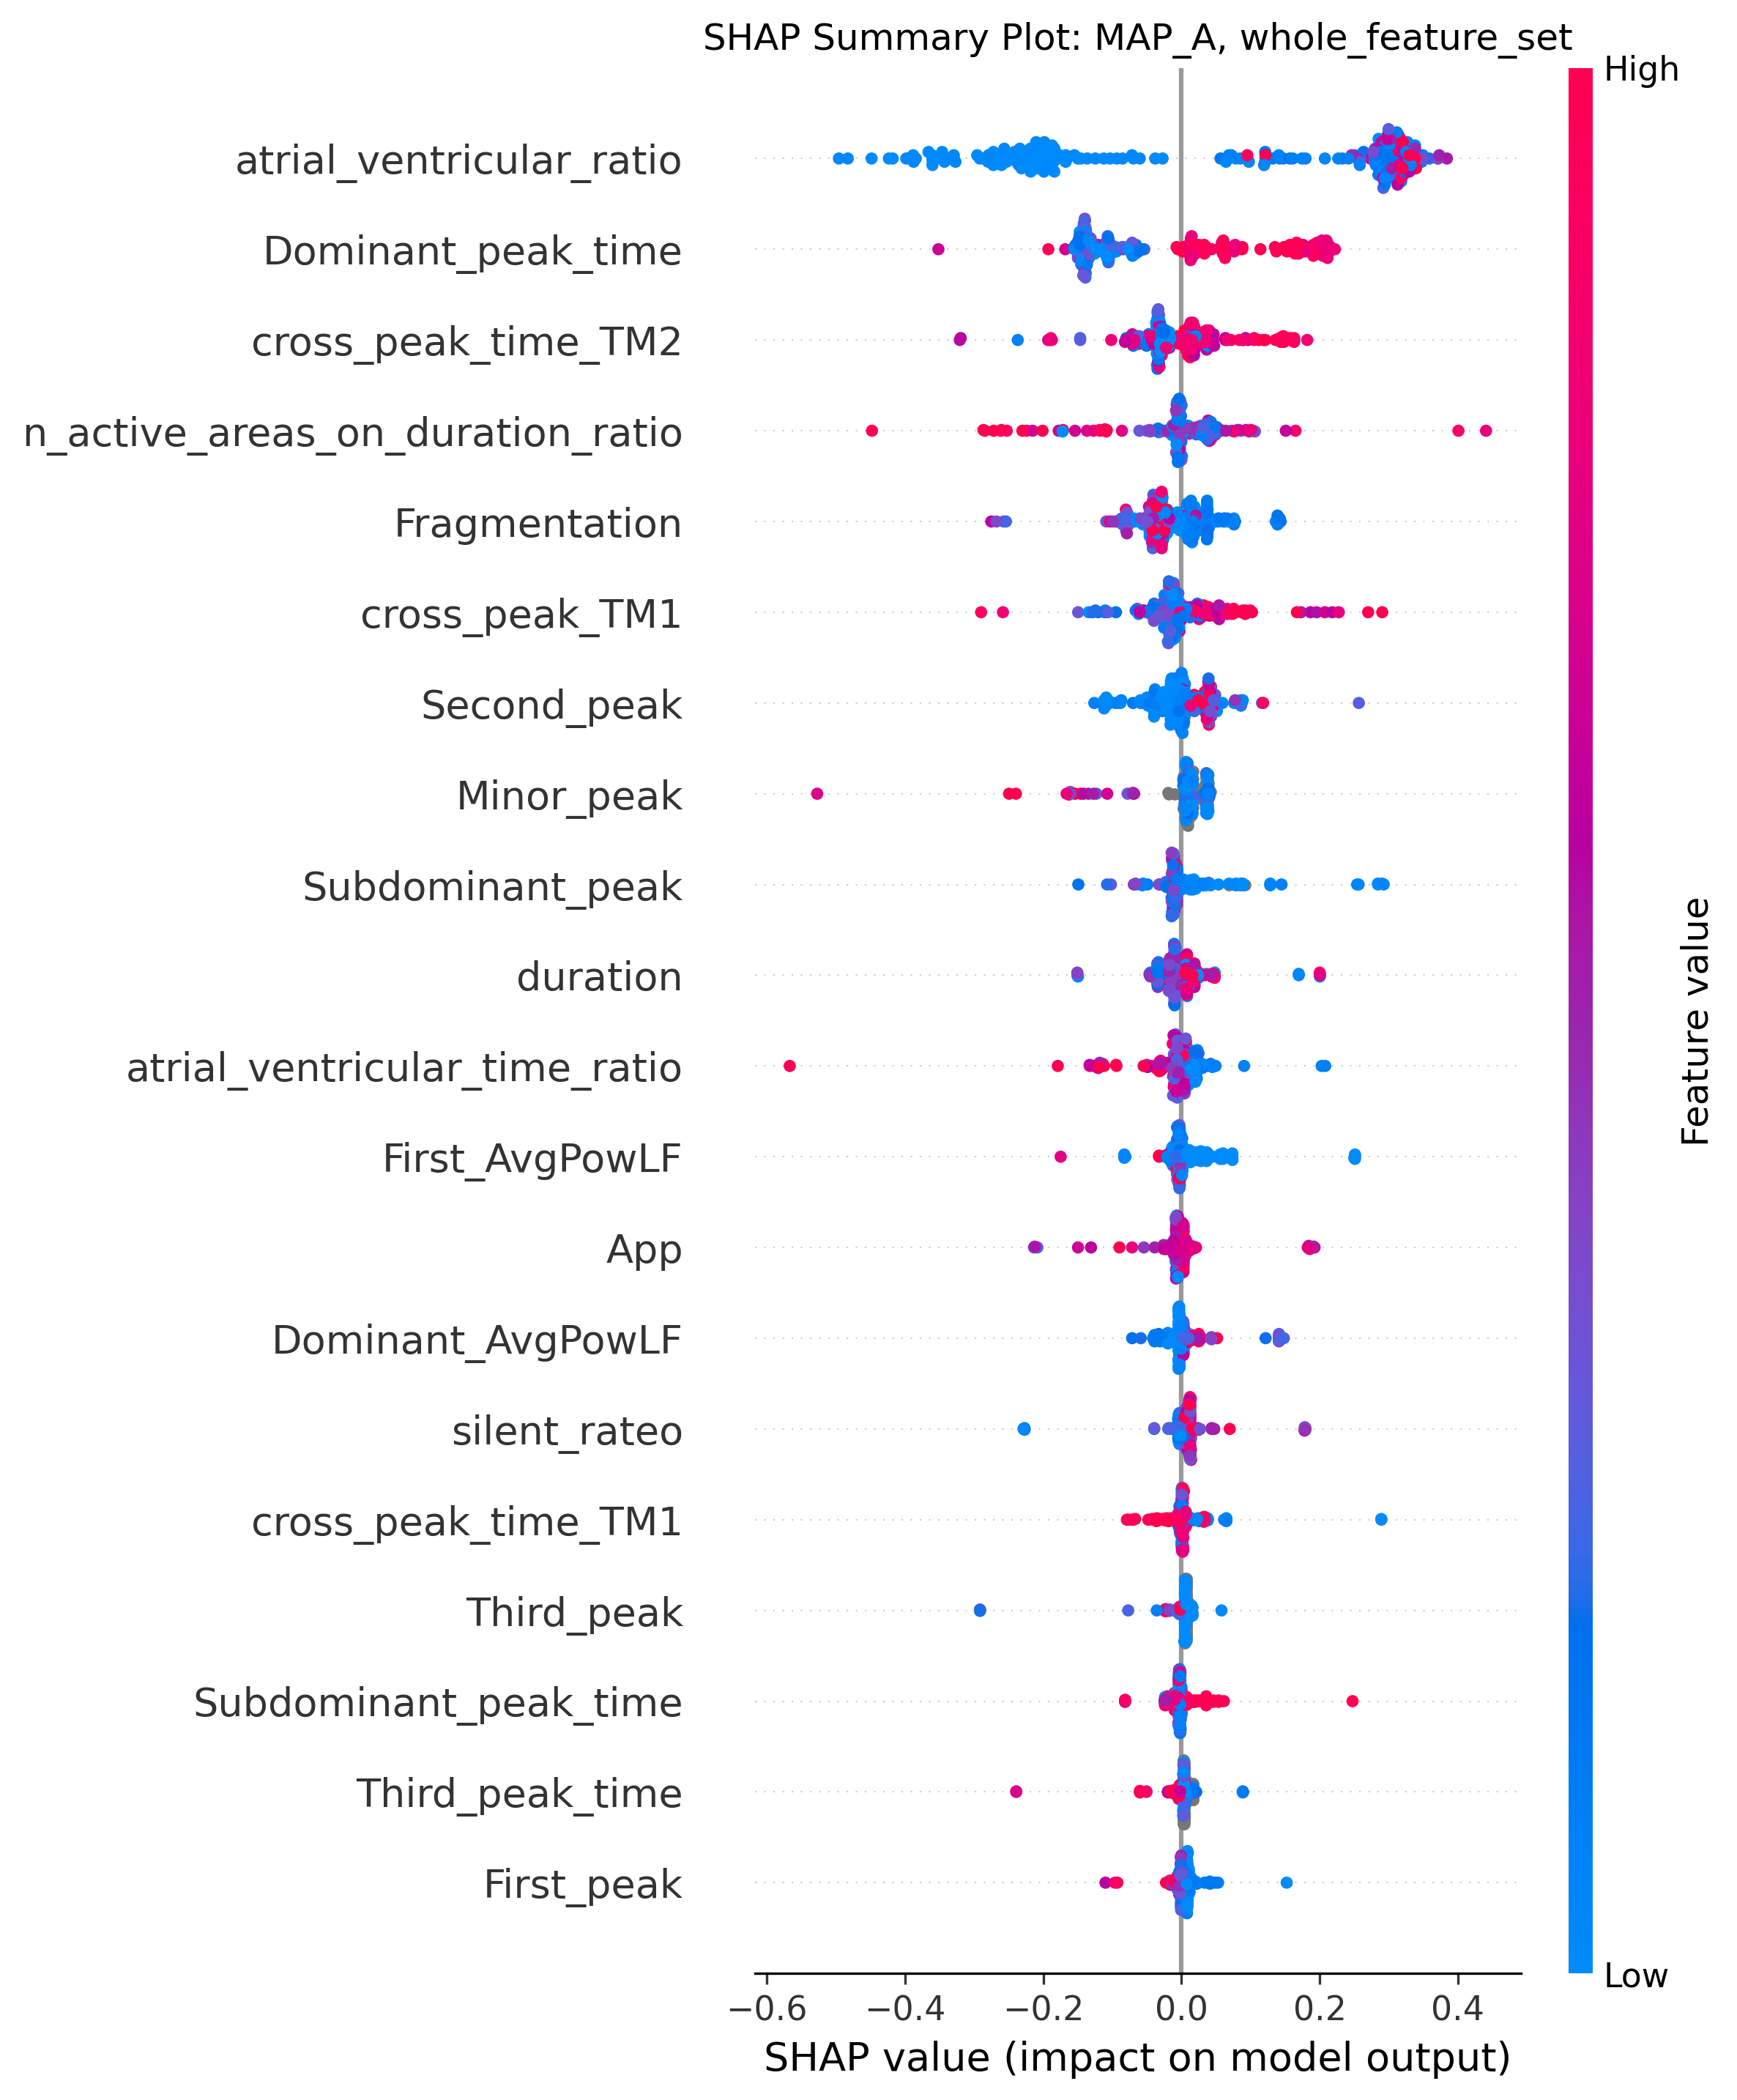 SHAP Summary Plot: MAP_A, whole_feature_set
High
atrial_ventricular_ratio
Dominant_peak_time
cross_peak_time_TM2
n_active_areas_on_duration_ratio
Fragmentation
cross_peak_TM1
Second_peak
Minor_peak
Subdominant_peak
duration
atrial_ventricular_time_ratio
First_AvgPowLF
App
Dominant_AvgPowLF
silent_rateo
cross_peak_time_TM1
Third_peak
Subdominant_peak_time
Third_peak_time
First_peak
Feature value
Low
−0.6 −0.4 −0.2 0.0 0.2 0.4
SHAP value (impact on model output)